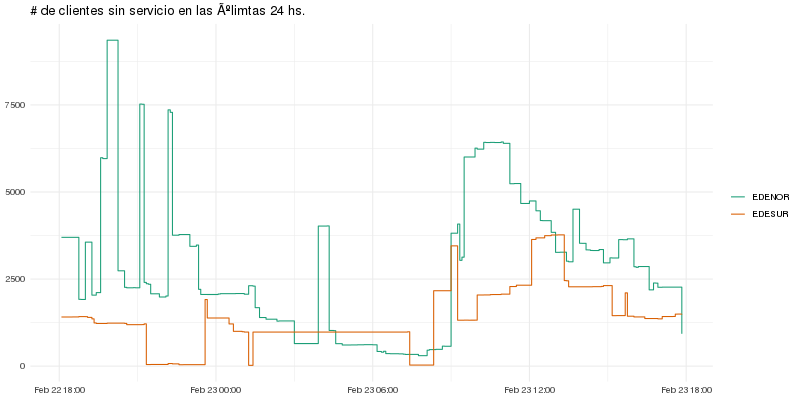 # de clientes sin servicio en las Ãºlimtas 24 hs.
7500
5000
2500
0
Feb 22 18:00 Feb 23 00:00 Feb 23 06:00 Feb 23 12:00 Feb 23 18:00
EDENOR
EDESUR